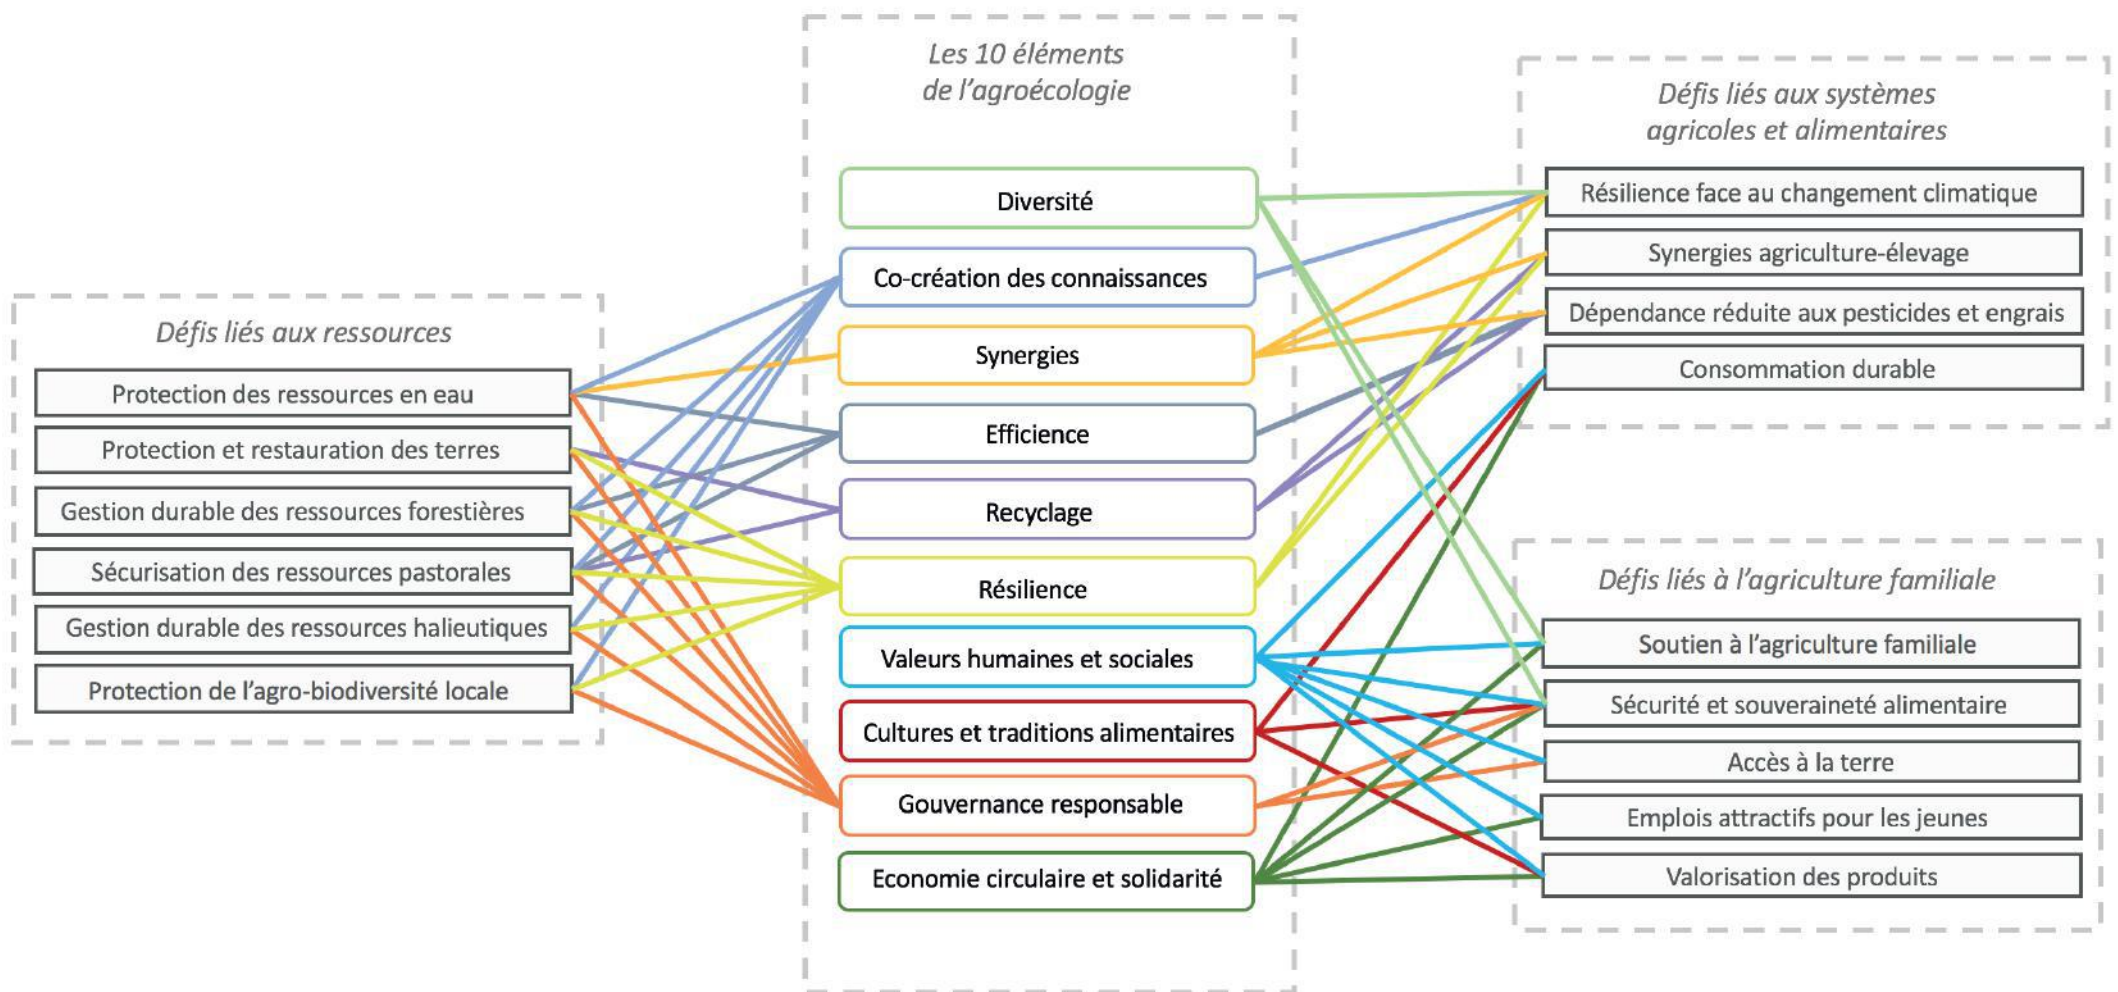 Les 10 éléments
de l'agroécologie
Diversité
Co-création des connaissances
Synergies
Efficience
Recyclage
Résilience
Valeurs humaines et sociales
Cultures et traditions alimentaires
Gouvernance responsable
Economie circulaire et solidarité
Défis liés aux ressources
Protection des ressources en eau
Protection et restauration des terres
Gestion durable des ressources forestières
Sécurisation des ressources pastorales
Gestion durable des ressources halieutiques
Protection de l'agro-biodiversité locale
Défis liés aux systèmes
agricoles et alimentaires
Résilience face au changement climatique
Synergies agriculture-élevage
Dépendance réduite aux pesticides et engrais
Consommation durable
Défis liés à l'agriculture familiale
Soutien à l'agriculture familiale
Sécurité et souveraineté alimentaire
Accès à la terre
Emplois attractifs pour les jeunes
Valorisation des produits